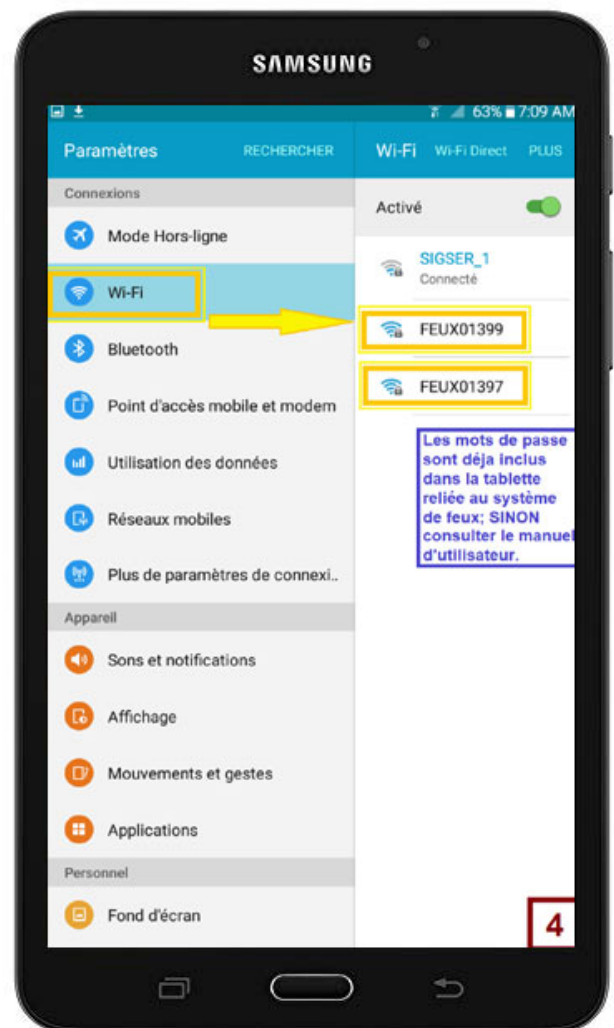 SAMSUNG
63% 7:09 AM
Paramètres RECHERCHER
Connexions
Mode Hors-ligne
Wi-Fi
Bluetooth
Point d'accès mobile et modem
Utilisation des données
Réseaux mobiles
Plus de paramètres de connexi..
Appareil
Sons et notifications
Affichage
Mouvements et gestes
Applications
Personnel
Fond d'écran
Wi-Fi Wi-Fi Direct PLUS
Activé
SIGSER_1
Connecté
FEUX01399
FEUX01397
Les mots de passe
sont déja inclus
dans la tablette
reliée au système
de feux; SINON
consulter le manuel
d'utilisateur.
4